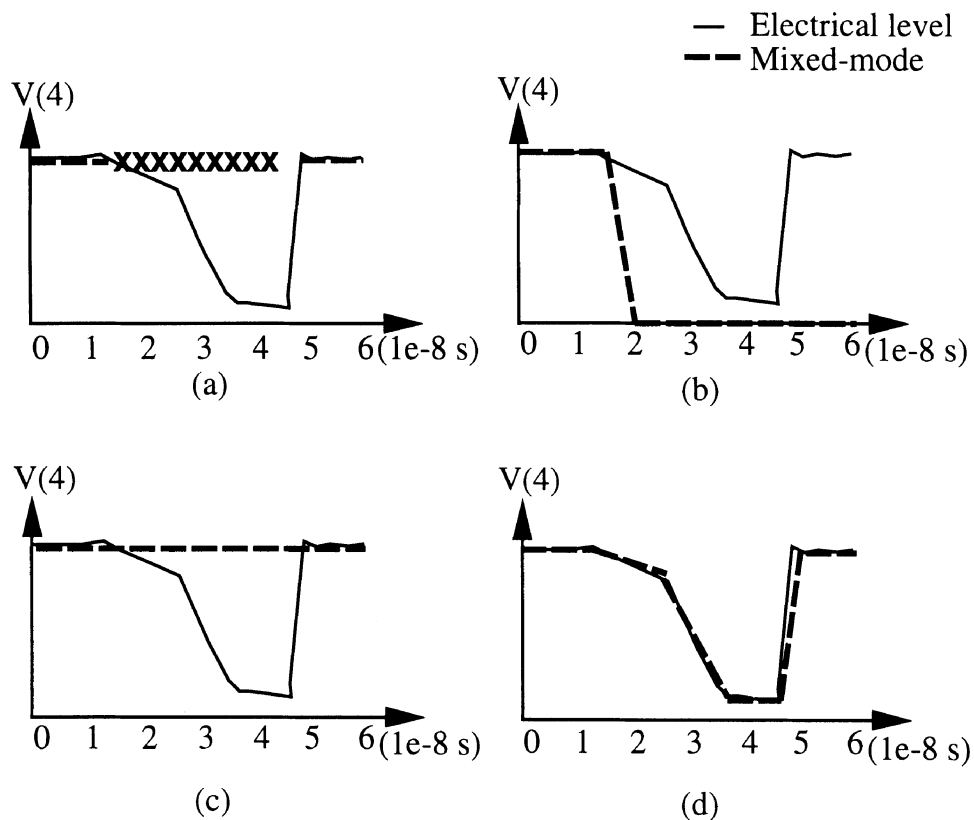 Electrical level
Mixed-mode
V(4)
XXXXXXXXX
0 1 2 3 4 5 6 (1e-8 s)
(a)
V(4)
0 1 2 3 4 5 6 (1e-8 s)
(b)
V(4)
0 1 2 3 4 5 6 (1e-8 s)
(c)
V(4)
0 1 2 3 4 5 6 (1e-8 s)
(d)